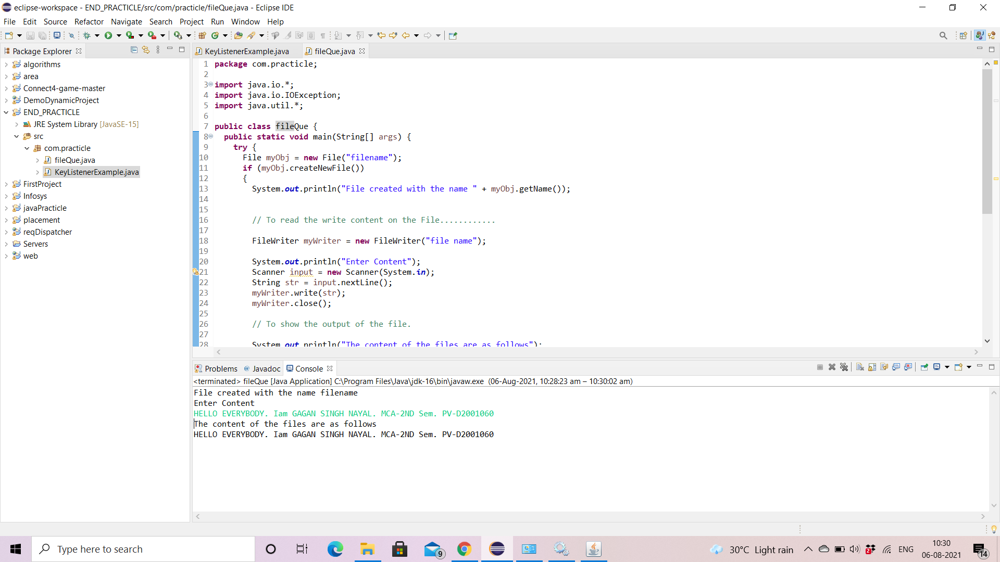 eclipse-workspace - END_PRACTICLE/src/com/practicle/fileQue.java - Eclipse IDE
File Edit Source Refactor Navigate Search Project Run Window Help
Package Explorer
algorithms
area
Connect4-game-master
DemoDynamicProject
END_PRACTICLE
JRE System Library [JavaSE-15]
src
com.practicle
fileQue.java
KeyListenerExample.java
FirstProject
Infosys
javaPracticle
placement
reqDispatcher
Servers
web
KeyListenerExample.java fileQue.java
1 package com.practicle;
2
3 import java.io.*;
4 import java.io.IOException;
5 import java.util.*;
6
7 public class fileQue {
8 public static void main(String[] args) {
9 try {
10 File myObj = new File("filename");
11 if (myObj.createNewFile())
12 {
13 System.out.println("File created with the name " + myObj.getName());
14
15
16 // To read the write content on the File............
17
18 FileWriter myWriter = new FileWriter("file name");
19
20 System.out.println("Enter Content");
21 Scanner input = new Scanner(System.in);
22 String str = input.nextLine();
23 myWriter.write(str);
24 myWriter.close();
25
26 // To show the output of the file.
27
28 System.out.println("The content of the files are as follows");
Problems Javadoc Console
<terminated> fileQue [Java Application] C:\Program Files\Java\jdk-16\bin\javaw.exe (06-Aug-2021, 10:28:23 am – 10:30:02 am)
File created with the name filename
Enter Content
HELLO EVERYBODY. Iam GAGAN SINGH NAYAL. MCA-2ND Sem. PV-D2001060
The content of the files are as follows
HELLO EVERYBODY. Iam GAGAN SINGH NAYAL. MCA-2ND Sem. PV-D2001060
Type here to search
9
30°C Light rain
2
ENG
10:30
06-08-2021
14